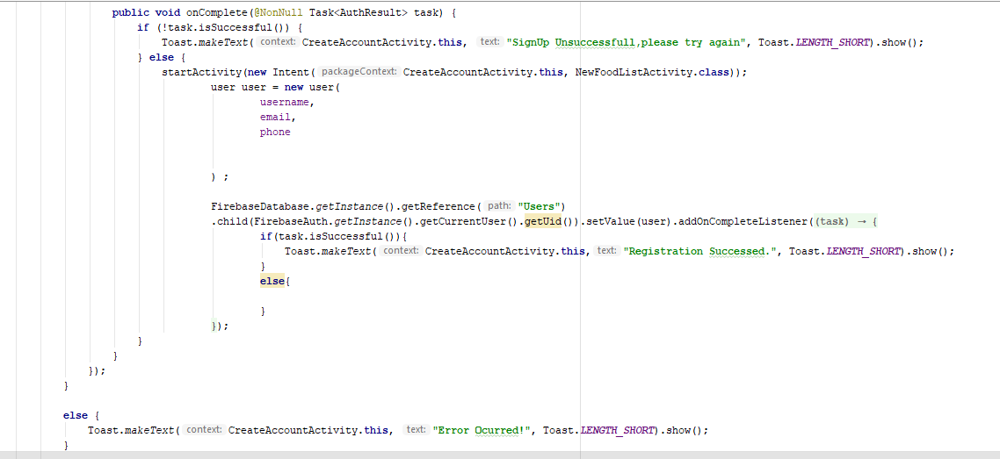 public void onComplete(@NonNull Task<AuthResult> task) {
if (!task.isSuccessful()) {
Toast.makeText( context: CreateAccountActivity.this, text: "SignUp Unsuccessfull,please try again", Toast.LENGTH_SHORT).show();
} else {
startActivity(new Intent( packageContext: CreateAccountActivity.this, NewFoodListActivity.class));
user user = new user(
username,
email,
phone
) ;
FirebaseDatabase.getInstance().getReference( path: "Users")
.child(FirebaseAuth.getInstance().getCurrentUser().getUid()).setValue(user).addOnCompleteListener((task) → {
if(task.isSuccessful()){
Toast.makeText( context: CreateAccountActivity.this, text: "Registration Successed.", Toast.LENGTH_SHORT).show();
}
else{
}
});
}
}
});
}
else {
Toast.makeText( context: CreateAccountActivity.this, text: "Error Ocurred!", Toast.LENGTH_SHORT).show();
}